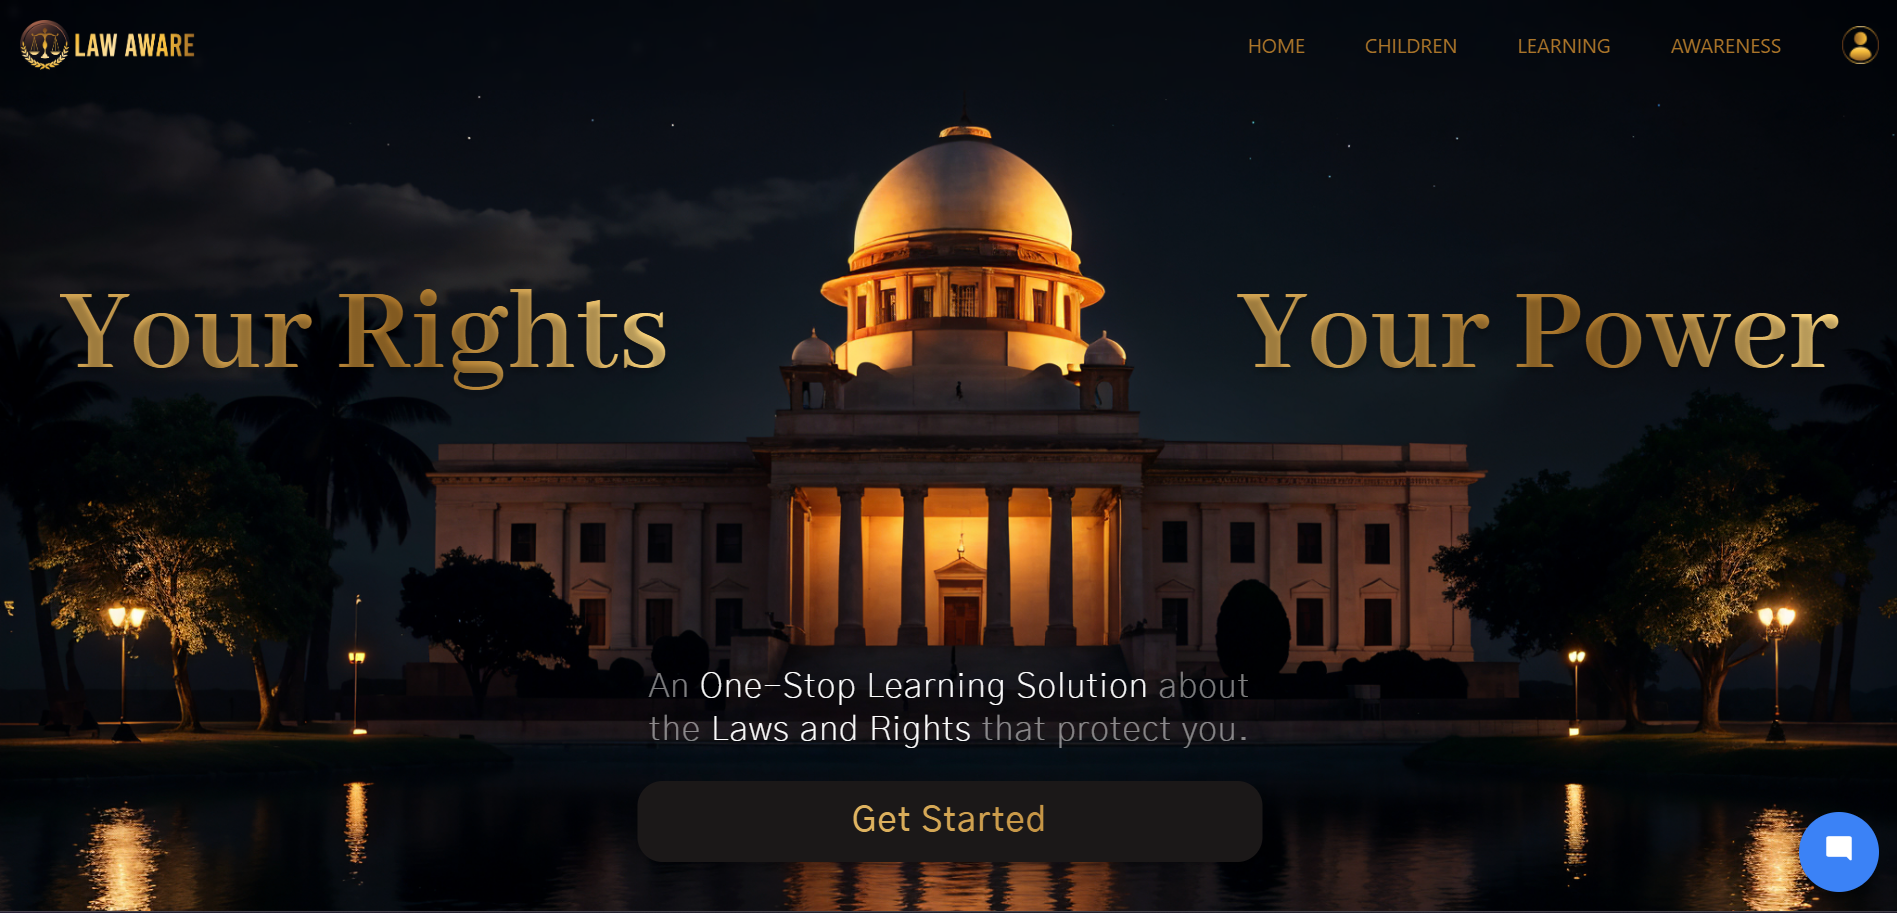 LAW AWARE
HOME CHILDREN LEARNING AWARENESS
Your Rights
Your Power
An One-Stop Learning Solution about
the Laws and Rights that protect you.
Get Started